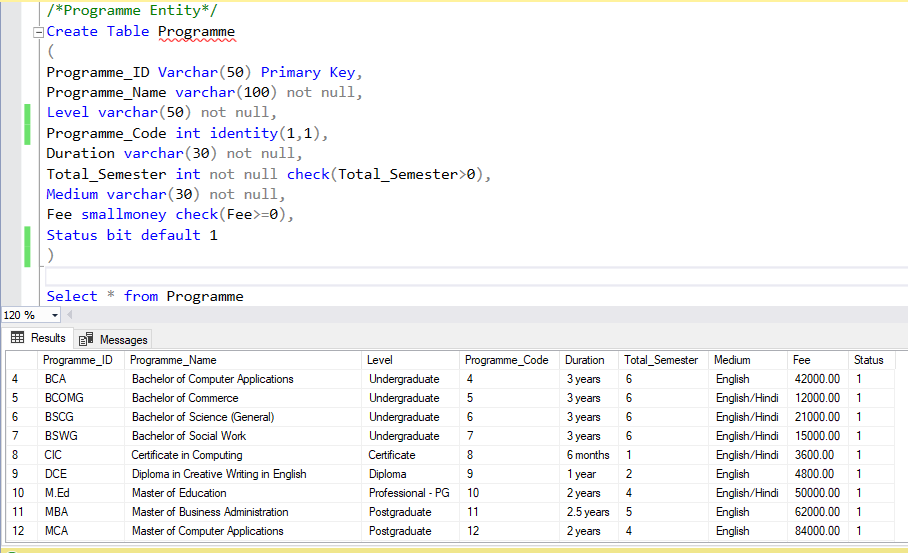 /*Programme Entity*/
Create Table Programme
(
Programme_ID Varchar(50) Primary Key,
Programme_Name varchar(100) not null,
Level varchar(50) not null,
Programme_Code int identity(1,1),
Duration varchar(30) not null,
Total_Semester int not null check(Total_Semester>0),
Medium varchar(30) not null,
Fee smallmoney check(Fee>=0),
Status bit default 1
)
Select * from Programme
120 %
Results Messages
Programme_ID Programme_Name Level Programme_Code Duration Total_Semester Medium Fee Status
4 BCA Bachelor of Computer Applications Undergraduate 4 3 years 6 English 42000.00 1
5 BCOMG Bachelor of Commerce Undergraduate 5 3 years 6 English/Hindi 12000.00 1
6 BSCG Bachelor of Science (General) Undergraduate 6 3 years 6 English/Hindi 21000.00 1
7 BSWG Bachelor of Social Work Undergraduate 7 3 years 6 English/Hindi 15000.00 1
8 CIC Certificate in Computing Certificate 8 6 months 1 English/Hindi 3600.00 1
9 DCE Diploma in Creative Writing in English Diploma 9 1 year 2 English 4800.00 1
10 M.Ed Master of Education Professional - PG 10 2 years 4 English/Hindi 50000.00 1
11 MBA Master of Business Administration Postgraduate 11 2.5 years 5 English 62000.00 1
12 MCA Master of Computer Applications Postgraduate 12 2 years 4 English 84000.00 1